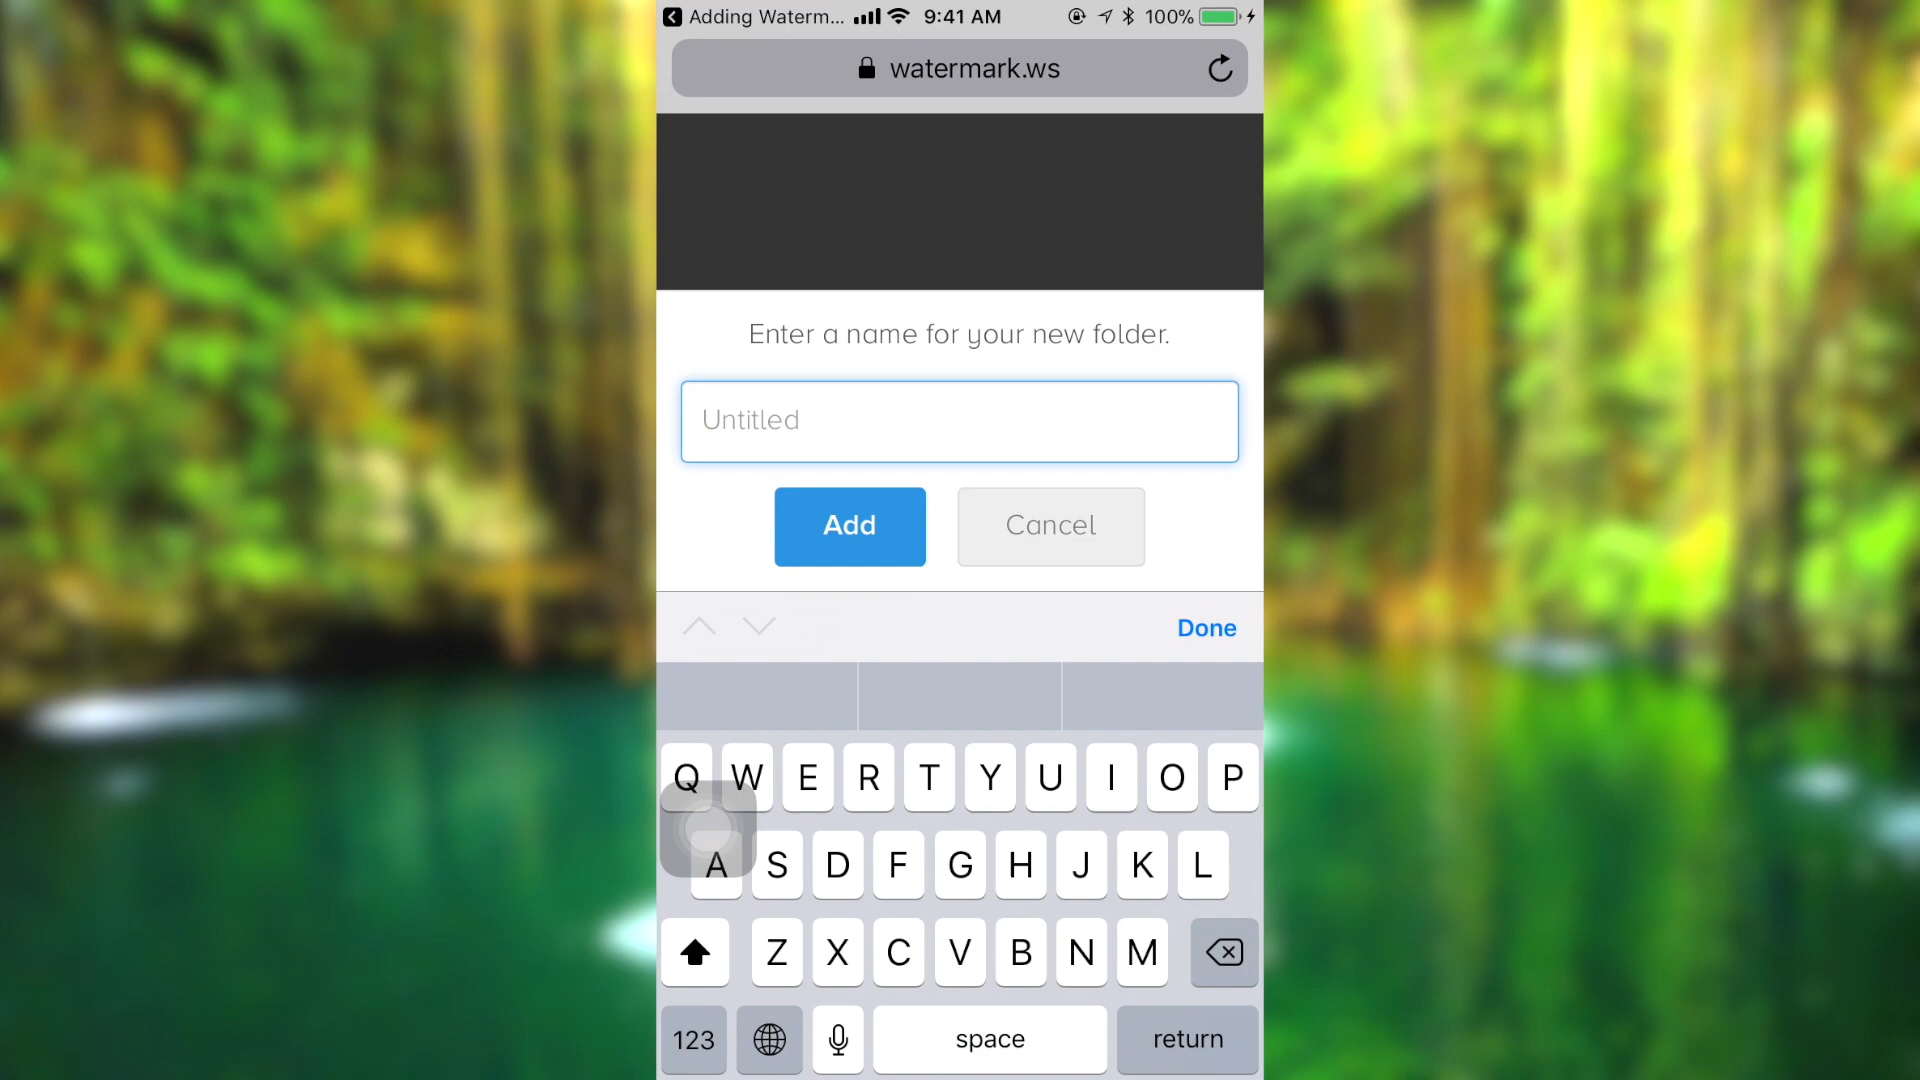 Adding Waterm... 9:41 AM 100%
watermark.ws
Enter a name for your new folder.
Untitled
Add Cancel
Done
Q W E R T Y U I O P
A S D F G H J K L
Z X C V B N M
123 space return